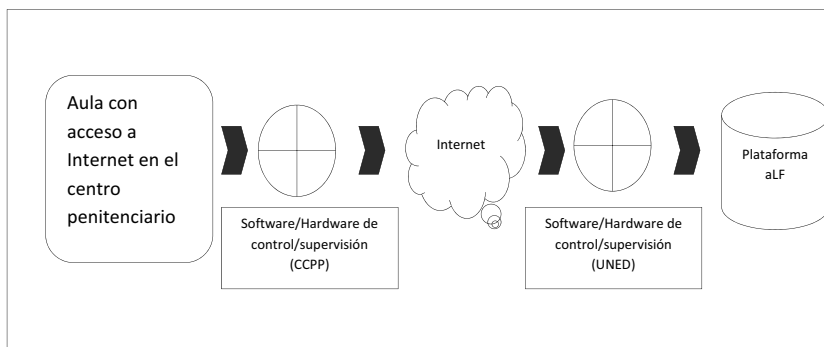 Aula con
acceso a
Internet en el
centro
penitenciario
Software/Hardware de
control/supervisión
(CCPP)
Internet
Software/Hardware de
control/supervisión
(UNED)
Plataforma
aLF